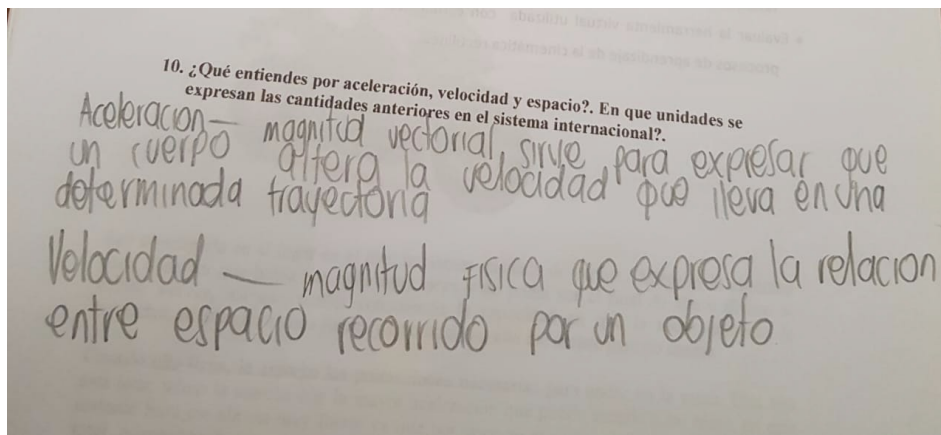 10. ¿Qué entiendes por aceleración, velocidad y espacio?. En que unidades se
expresan las cantidades anteriores en el sistema internacional?.
Aceleracion — magnitud vectorial, sirve para expresar que
un cuerpo altera la velocidad que lleva en una
determinada trayectoria
Velocidad — magnitud FISICA que expresa la relacion
entre espacio recorrido por un objeto